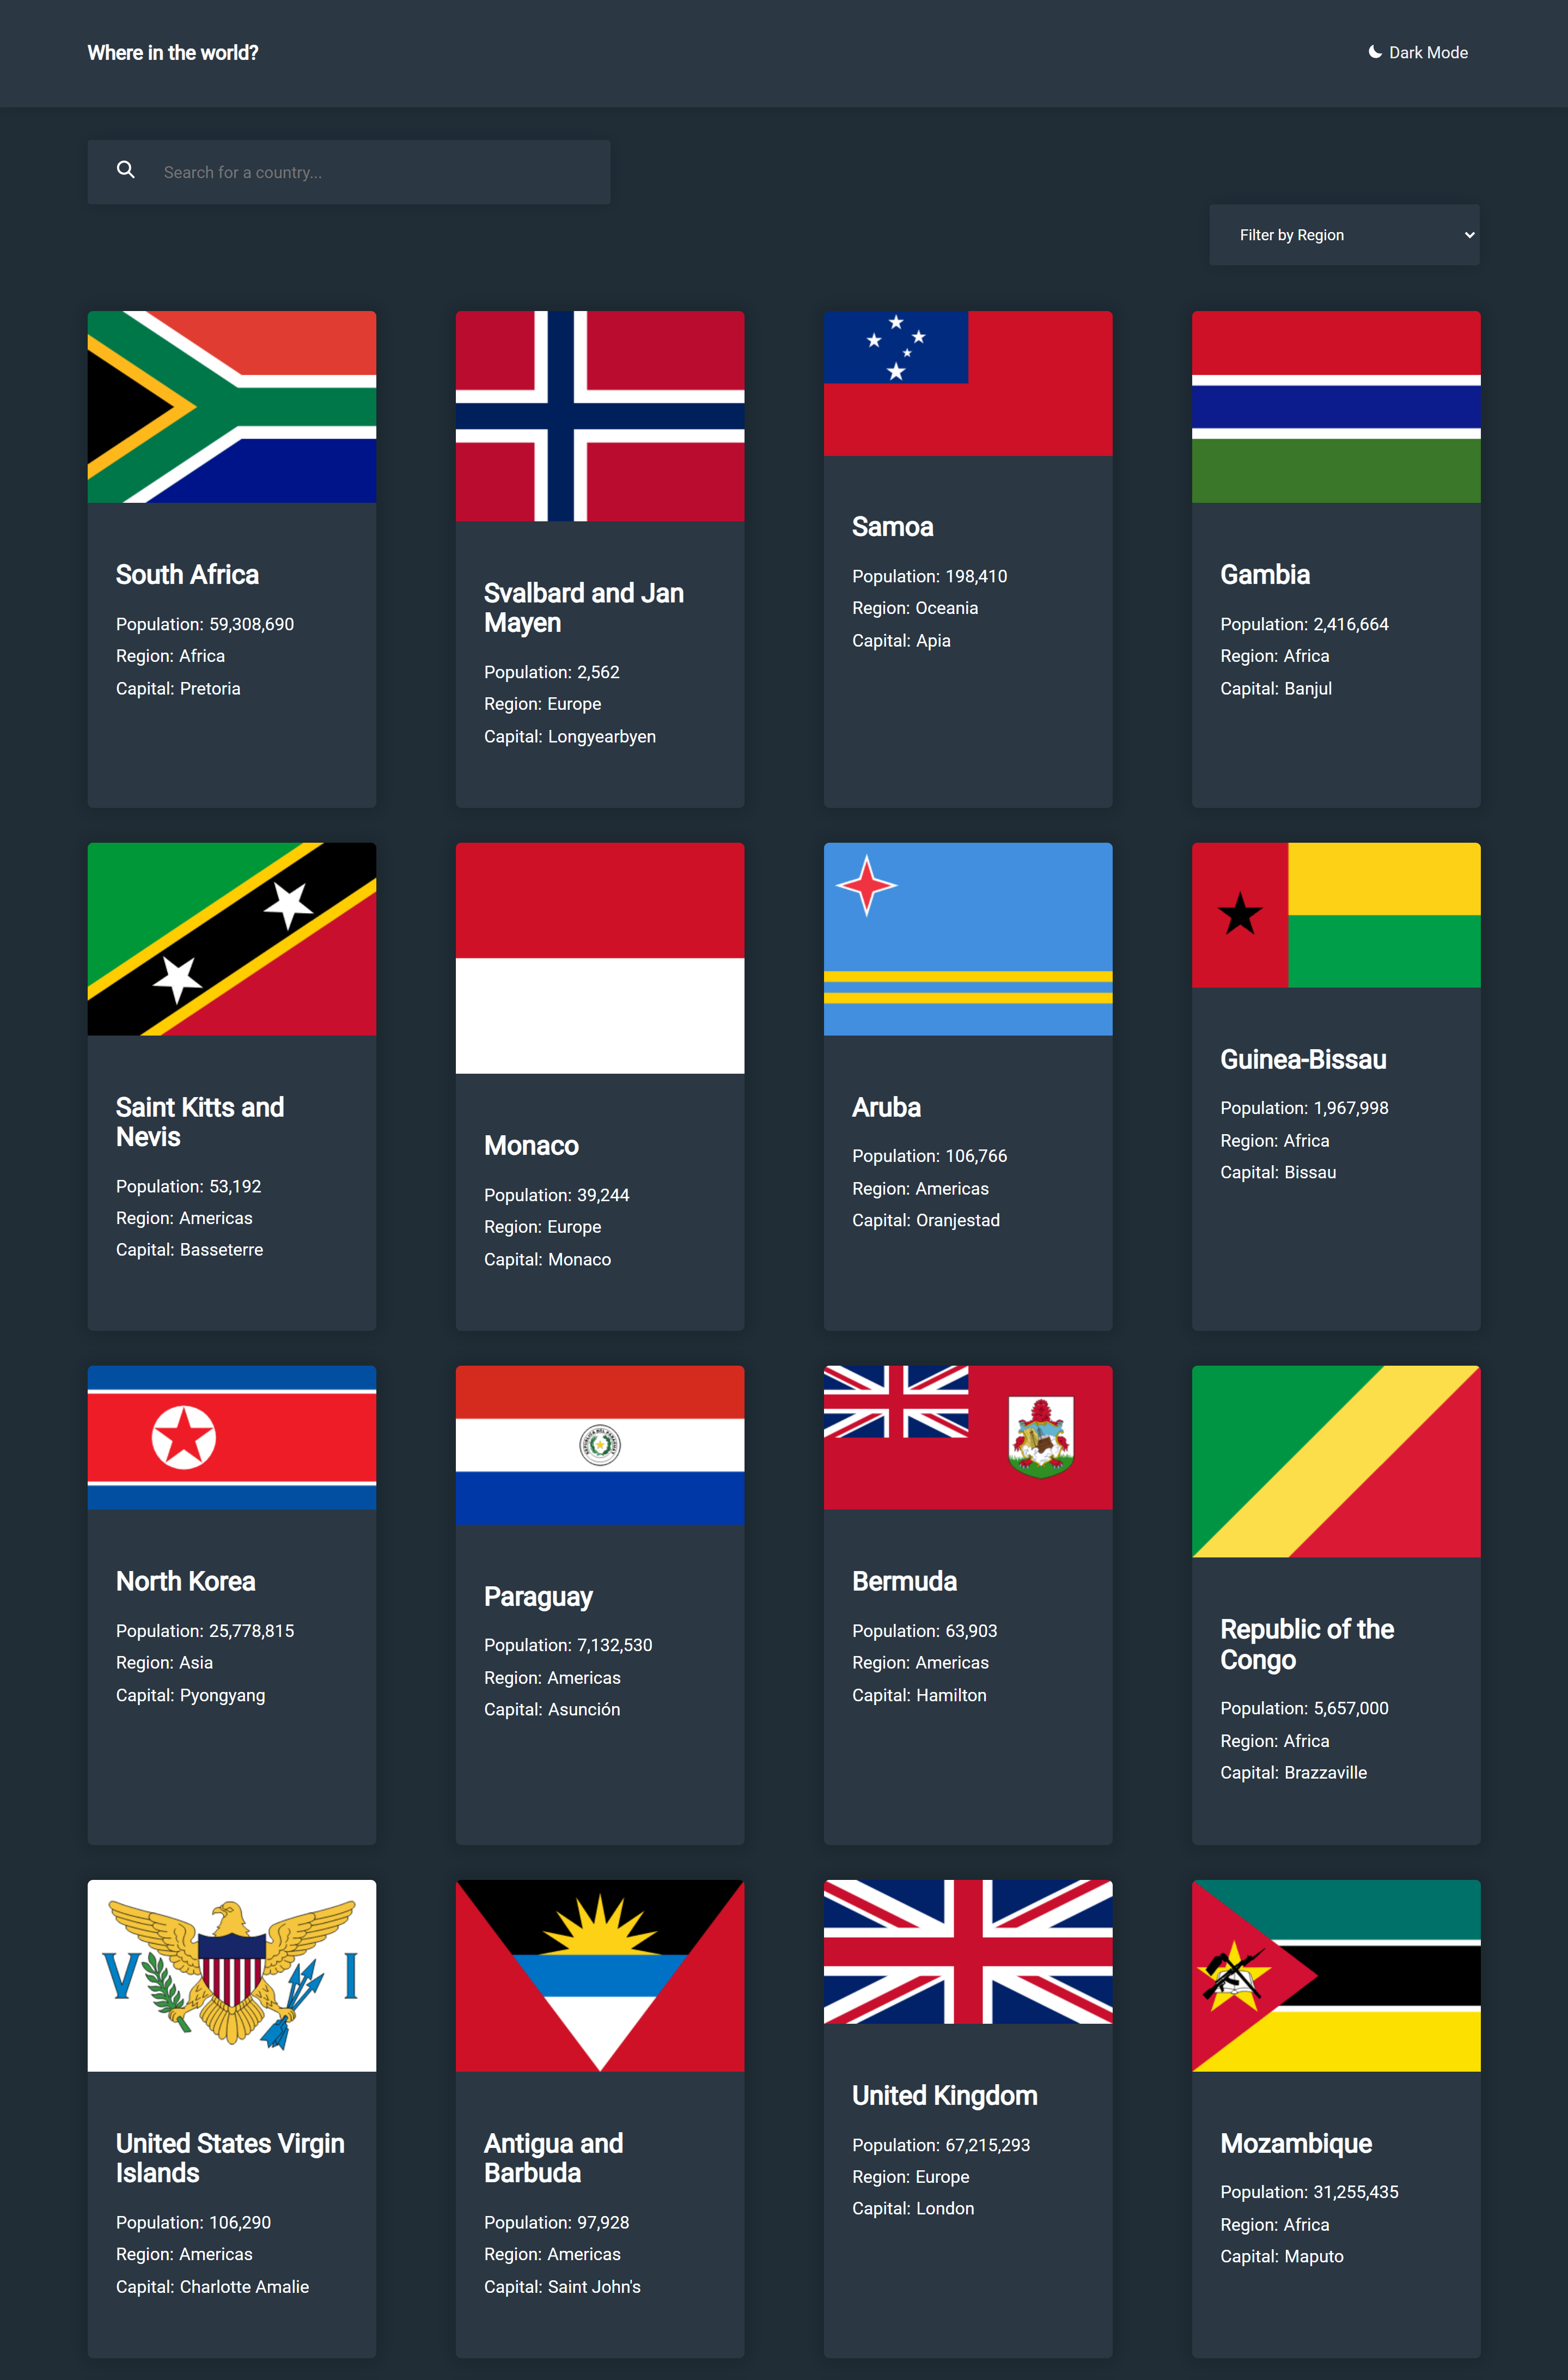 Where in the world?
Dark Mode
Search for a country...
Filter by Region
South Africa
Population: 59,308,690
Region: Africa
Capital: Pretoria
Svalbard and Jan
Mayen
Population: 2,562
Region: Europe
Capital: Longyearbyen
Samoa
Population: 198,410
Region: Oceania
Capital: Apia
Gambia
Population: 2,416,664
Region: Africa
Capital: Banjul
Saint Kitts and
Nevis
Population: 53,192
Region: Americas
Capital: Basseterre
Monaco
Population: 39,244
Region: Europe
Capital: Monaco
Aruba
Population: 106,766
Region: Americas
Capital: Oranjestad
Guinea-Bissau
Population: 1,967,998
Region: Africa
Capital: Bissau
North Korea
Population: 25,778,815
Region: Asia
Capital: Pyongyang
Paraguay
Population: 7,132,530
Region: Americas
Capital: Asunción
Bermuda
Population: 63,903
Region: Americas
Capital: Hamilton
Republic of the
Congo
Population: 5,657,000
Region: Africa
Capital: Brazzaville
V I
United States Virgin
Islands
Population: 106,290
Region: Americas
Capital: Charlotte Amalie
Antigua and
Barbuda
Population: 97,928
Region: Americas
Capital: Saint John's
United Kingdom
Population: 67,215,293
Region: Europe
Capital: London
Mozambique
Population: 31,255,435
Region: Africa
Capital: Maputo